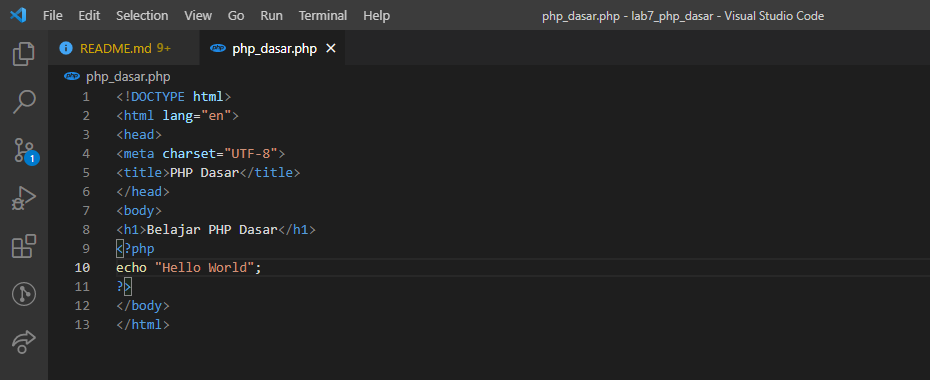 File Edit Selection View Go Run Terminal Help php_dasar.php - lab7_php_dasar - Visual Studio Code
README.md 9+ php php_dasar.php
php php_dasar.php
1 <!DOCTYPE html>
2 <html lang="en">
3 <head>
4 <meta charset="UTF-8">
5 <title>PHP Dasar</title>
6 </head>
7 <body>
8 <h1>Belajar PHP Dasar</h1>
9 <?php
10 echo "Hello World";
11 ?>
12 </body>
13 </html>
1